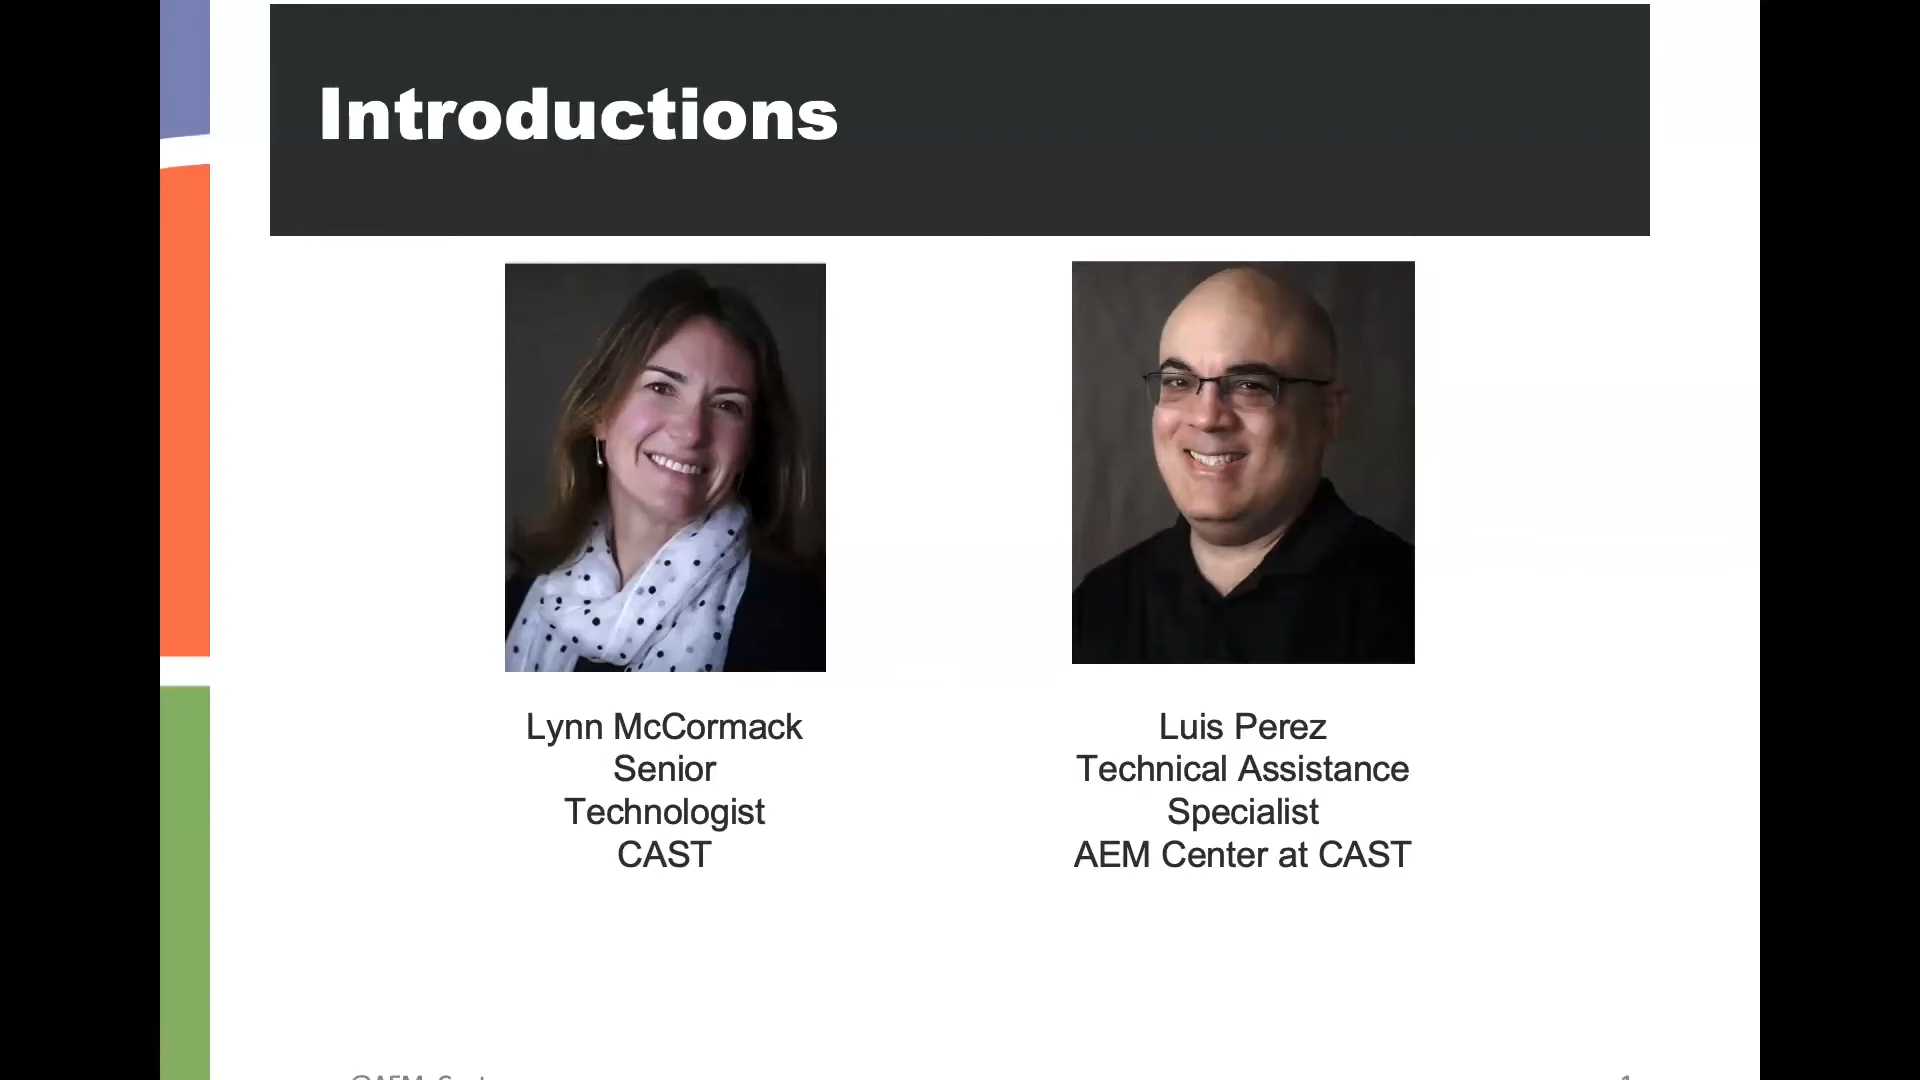 Introductions
Lynn McCormack
Senior
Technologist
CAST
Luis Perez
Technical Assistance
Specialist
AEM Center at CAST